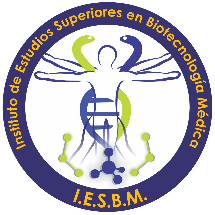 Instituto de Estudios Superiores en Biotecnología Médica
I.E.S.B.M.